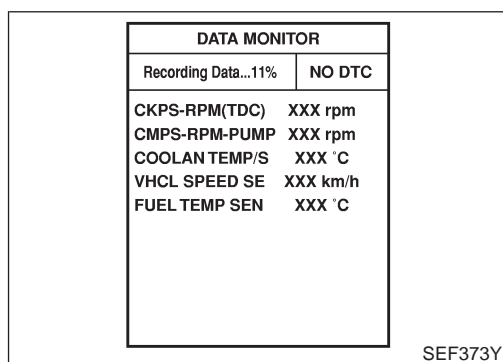 DATA MONITOR
Recording Data...11% NO DTC
CKPS-RPM(TDC) XXX rpm
CMPS-RPM-PUMP XXX rpm
COOLAN TEMP/S XXX °C
VHCL SPEED SE XXX km/h
FUEL TEMP SEN XXX °C
SEF373Y